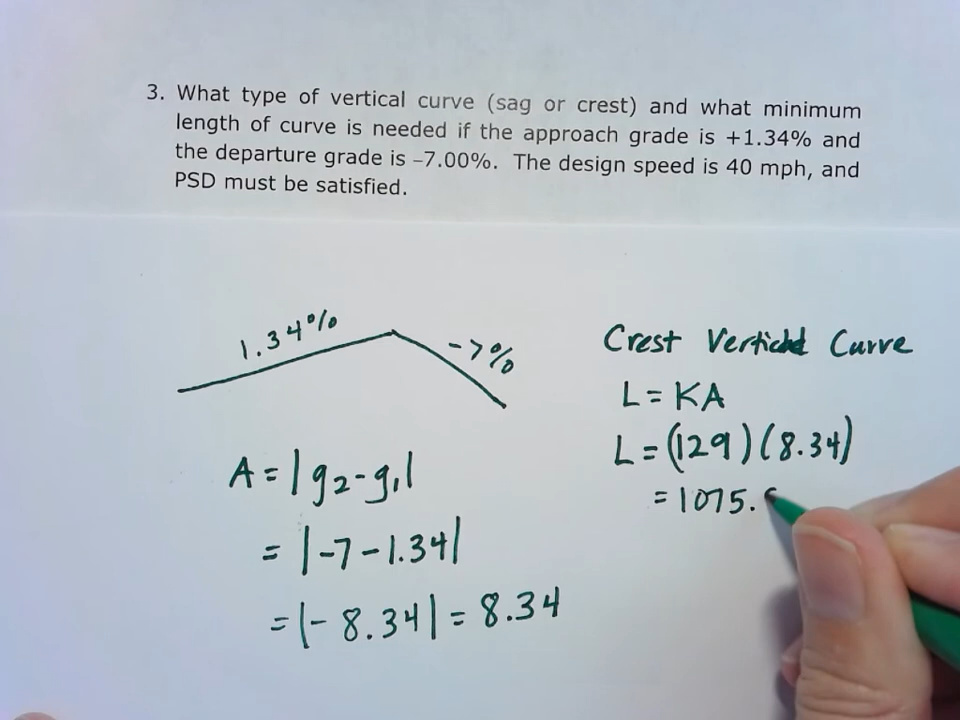 3. What type of vertical curve (sag or crest) and what minimum
length of curve is needed if the approach grade is +1.34% and
the departure grade is –7.00%. The design speed is 40 mph, and
PSD must be satisfied.
1.34%
-7%
A = |g₂-g₁|
= |-7-1.34|
= |-8.34| = 8.34
Crest Vertical Curve
L = KA
L = (129)(8.34)
= 1075.